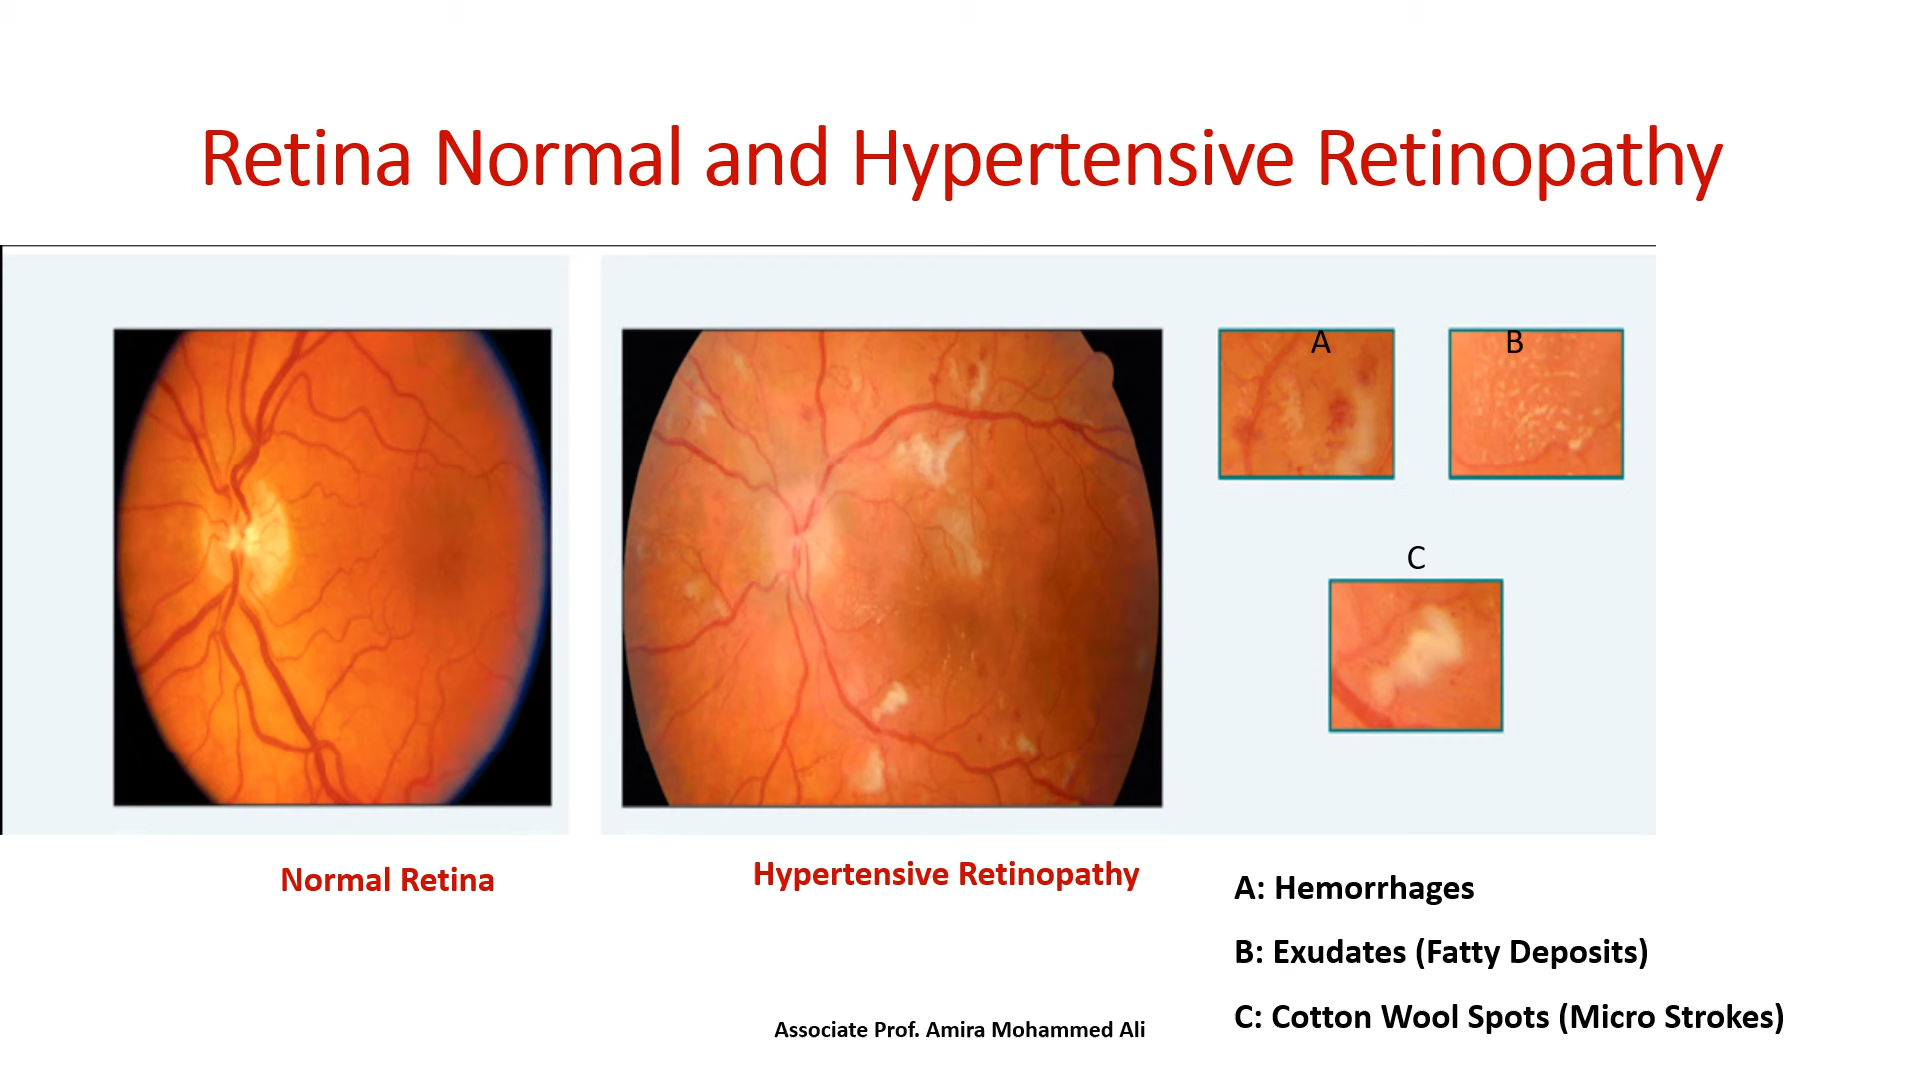 Retina Normal and Hypertensive Retinopathy
A
B
C
Normal Retina
Hypertensive Retinopathy
A: Hemorrhages
B: Exudates (Fatty Deposits)
C: Cotton Wool Spots (Micro Strokes)
Associate Prof. Amira Mohammed Ali